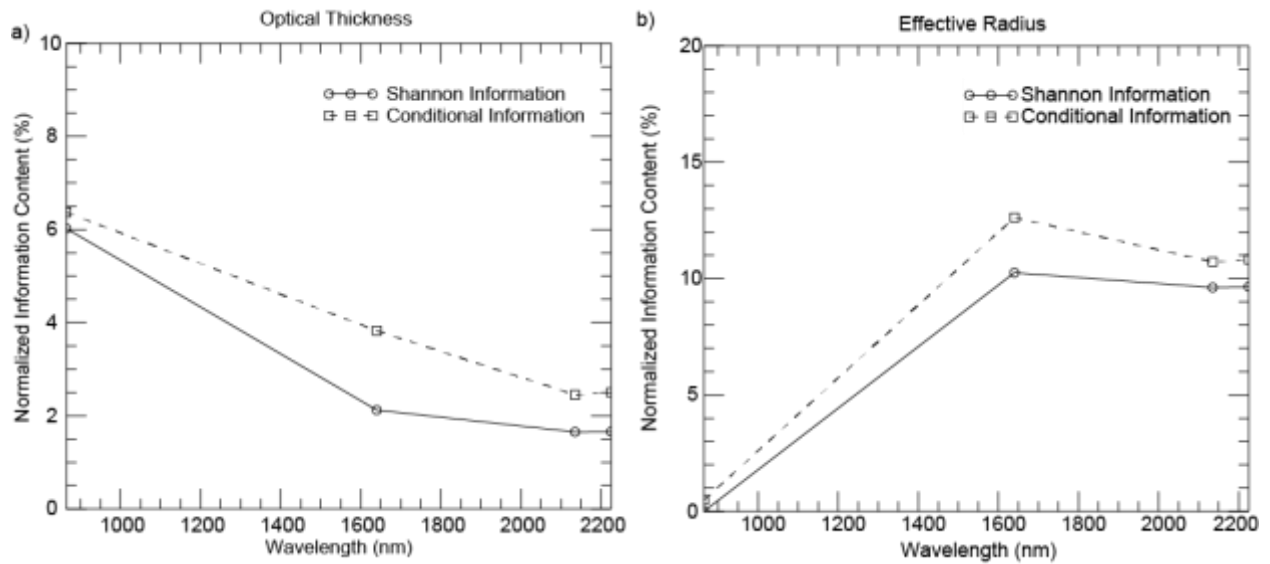 a)
Optical Thickness
Normalized Information Content (%)
10
8
6
4
2
0
Shannon Information
Conditional Information
1000 1200 1400 1600 1800 2000 2200
Wavelength (nm)
b)
Effective Radius
Normalized Information Content (%)
20
15
10
5
0
Shannon Information
Conditional Information
1000 1200 1400 1600 1800 2000 2200
Wavelength (nm)